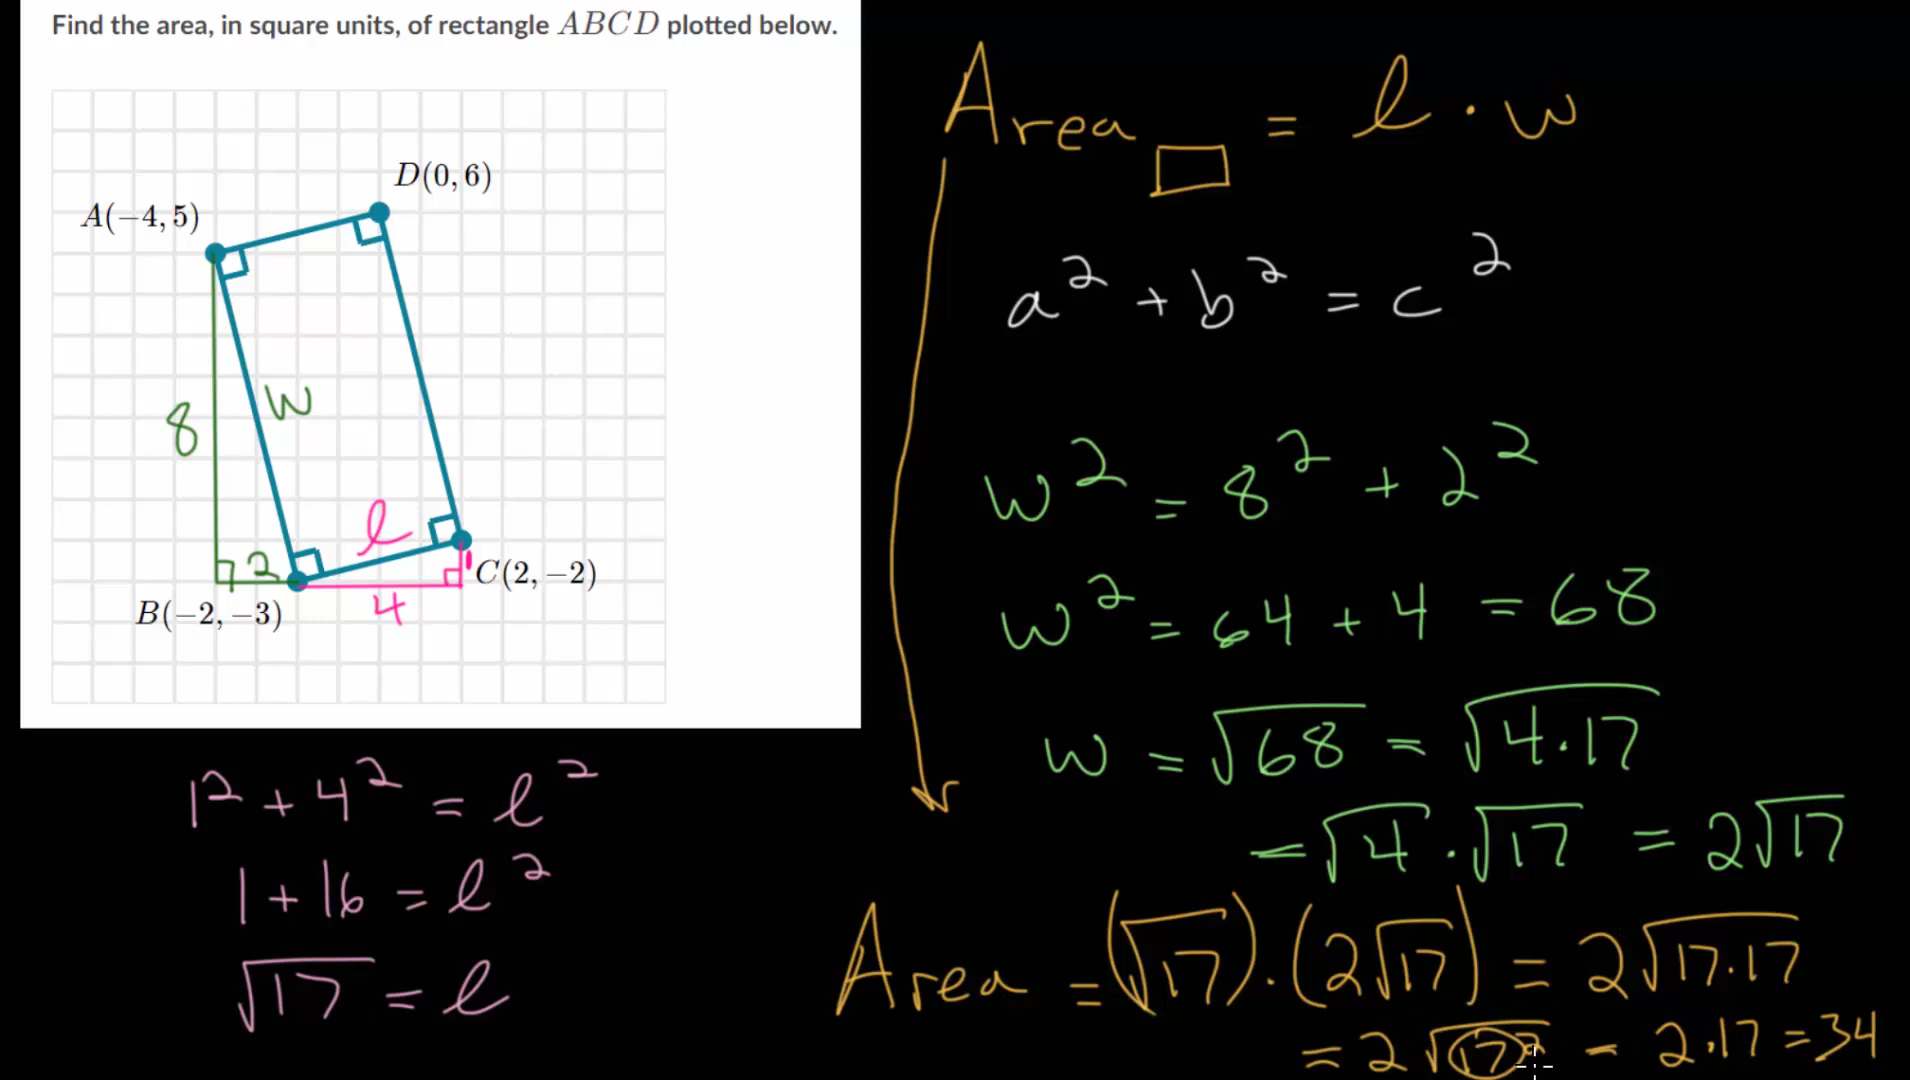 Find the area, in square units, of rectangle ABCD plotted below.
D(0, 6)
A(−4, 5)
8
w
l
2
1
C(2, −2)
B(−2, −3)
4
1² + 4² = l²
1 + 16 = l²
√17 = l
Area▭ = l · w
a² + b² = c²
w² = 8² + 2²
w² = 64 + 4 = 68
w = √68 = √4·17
= √4 · √17 = 2√17
Area = (√17) · (2√17) = 2√17·17
= 2√17² = 2·17 = 34